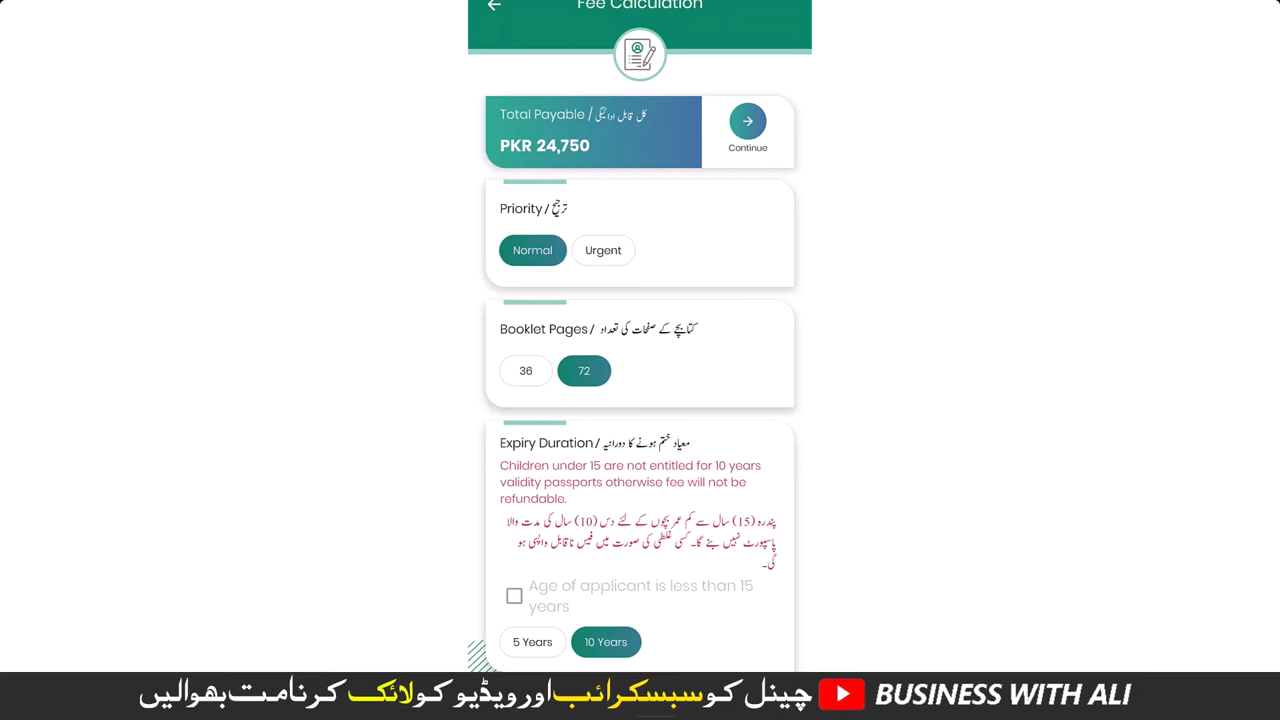 Fee Calculation
Total Payable / کل قابل ادائیگی
PKR 24,750
Continue
Priority / ترجیح
Normal
Urgent
Booklet Pages / کتابچے کے صفحات کی تعداد
36
72
Expiry Duration / معیاد ختم ہونے کا دورانیہ
Children under 15 are not entitled for 10 years
validity passports otherwise fee will not be
refundable.
پندرہ (15) سال سے کم عمر بچوں کے لئے دس (10) سال کی مدت والا
پاسپورٹ نہیں بنے گا۔ کسی غلطی کی صورت میں فیس ناقابل واپسی ہو
گی۔
Age of applicant is less than 15
years
5 Years
10 Years
چینل کو سبسکرائب اور ویڈیو کو لائک کرنا مت بھوالیں
BUSINESS WITH ALI